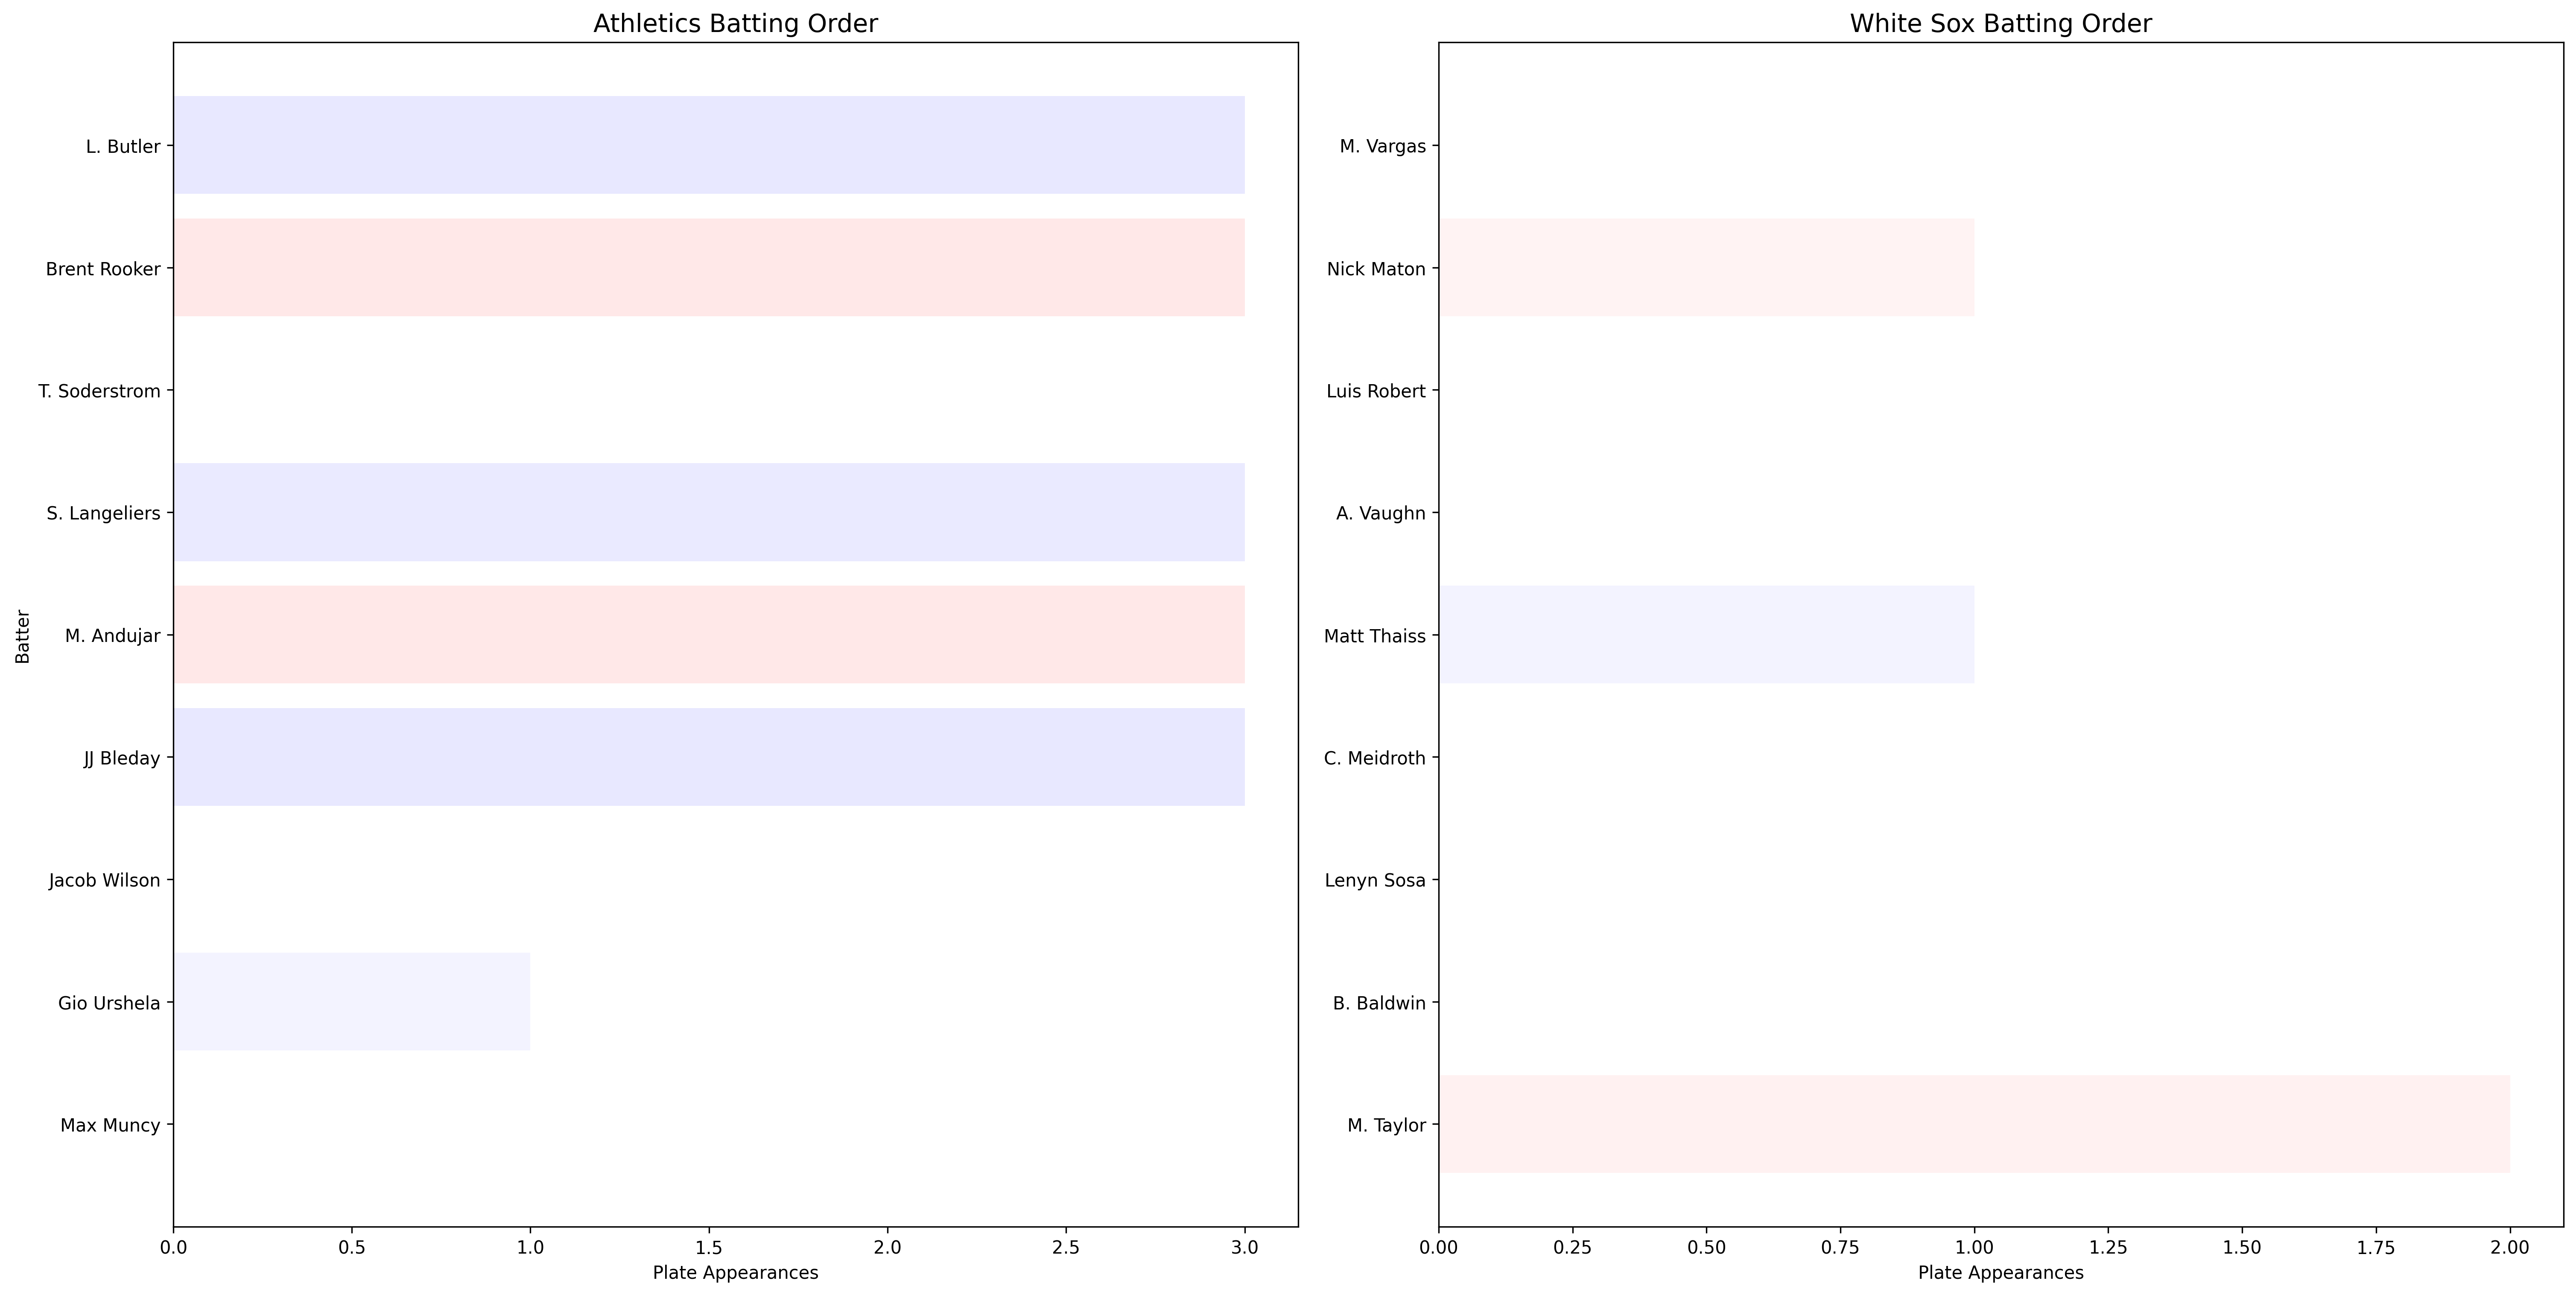 Athletics Batting Order
L. Butler
Brent Rooker
T. Soderstrom
S. Langeliers
M. Andujar
JJ Bleday
Jacob Wilson
Gio Urshela
Max Muncy
Batter
0.0 0.5 1.0 1.5 2.0 2.5 3.0
Plate Appearances
White Sox Batting Order
M. Vargas
Nick Maton
Luis Robert
A. Vaughn
Matt Thaiss
C. Meidroth
Lenyn Sosa
B. Baldwin
M. Taylor
0.00 0.25 0.50 0.75 1.00 1.25 1.50 1.75 2.00
Plate Appearances